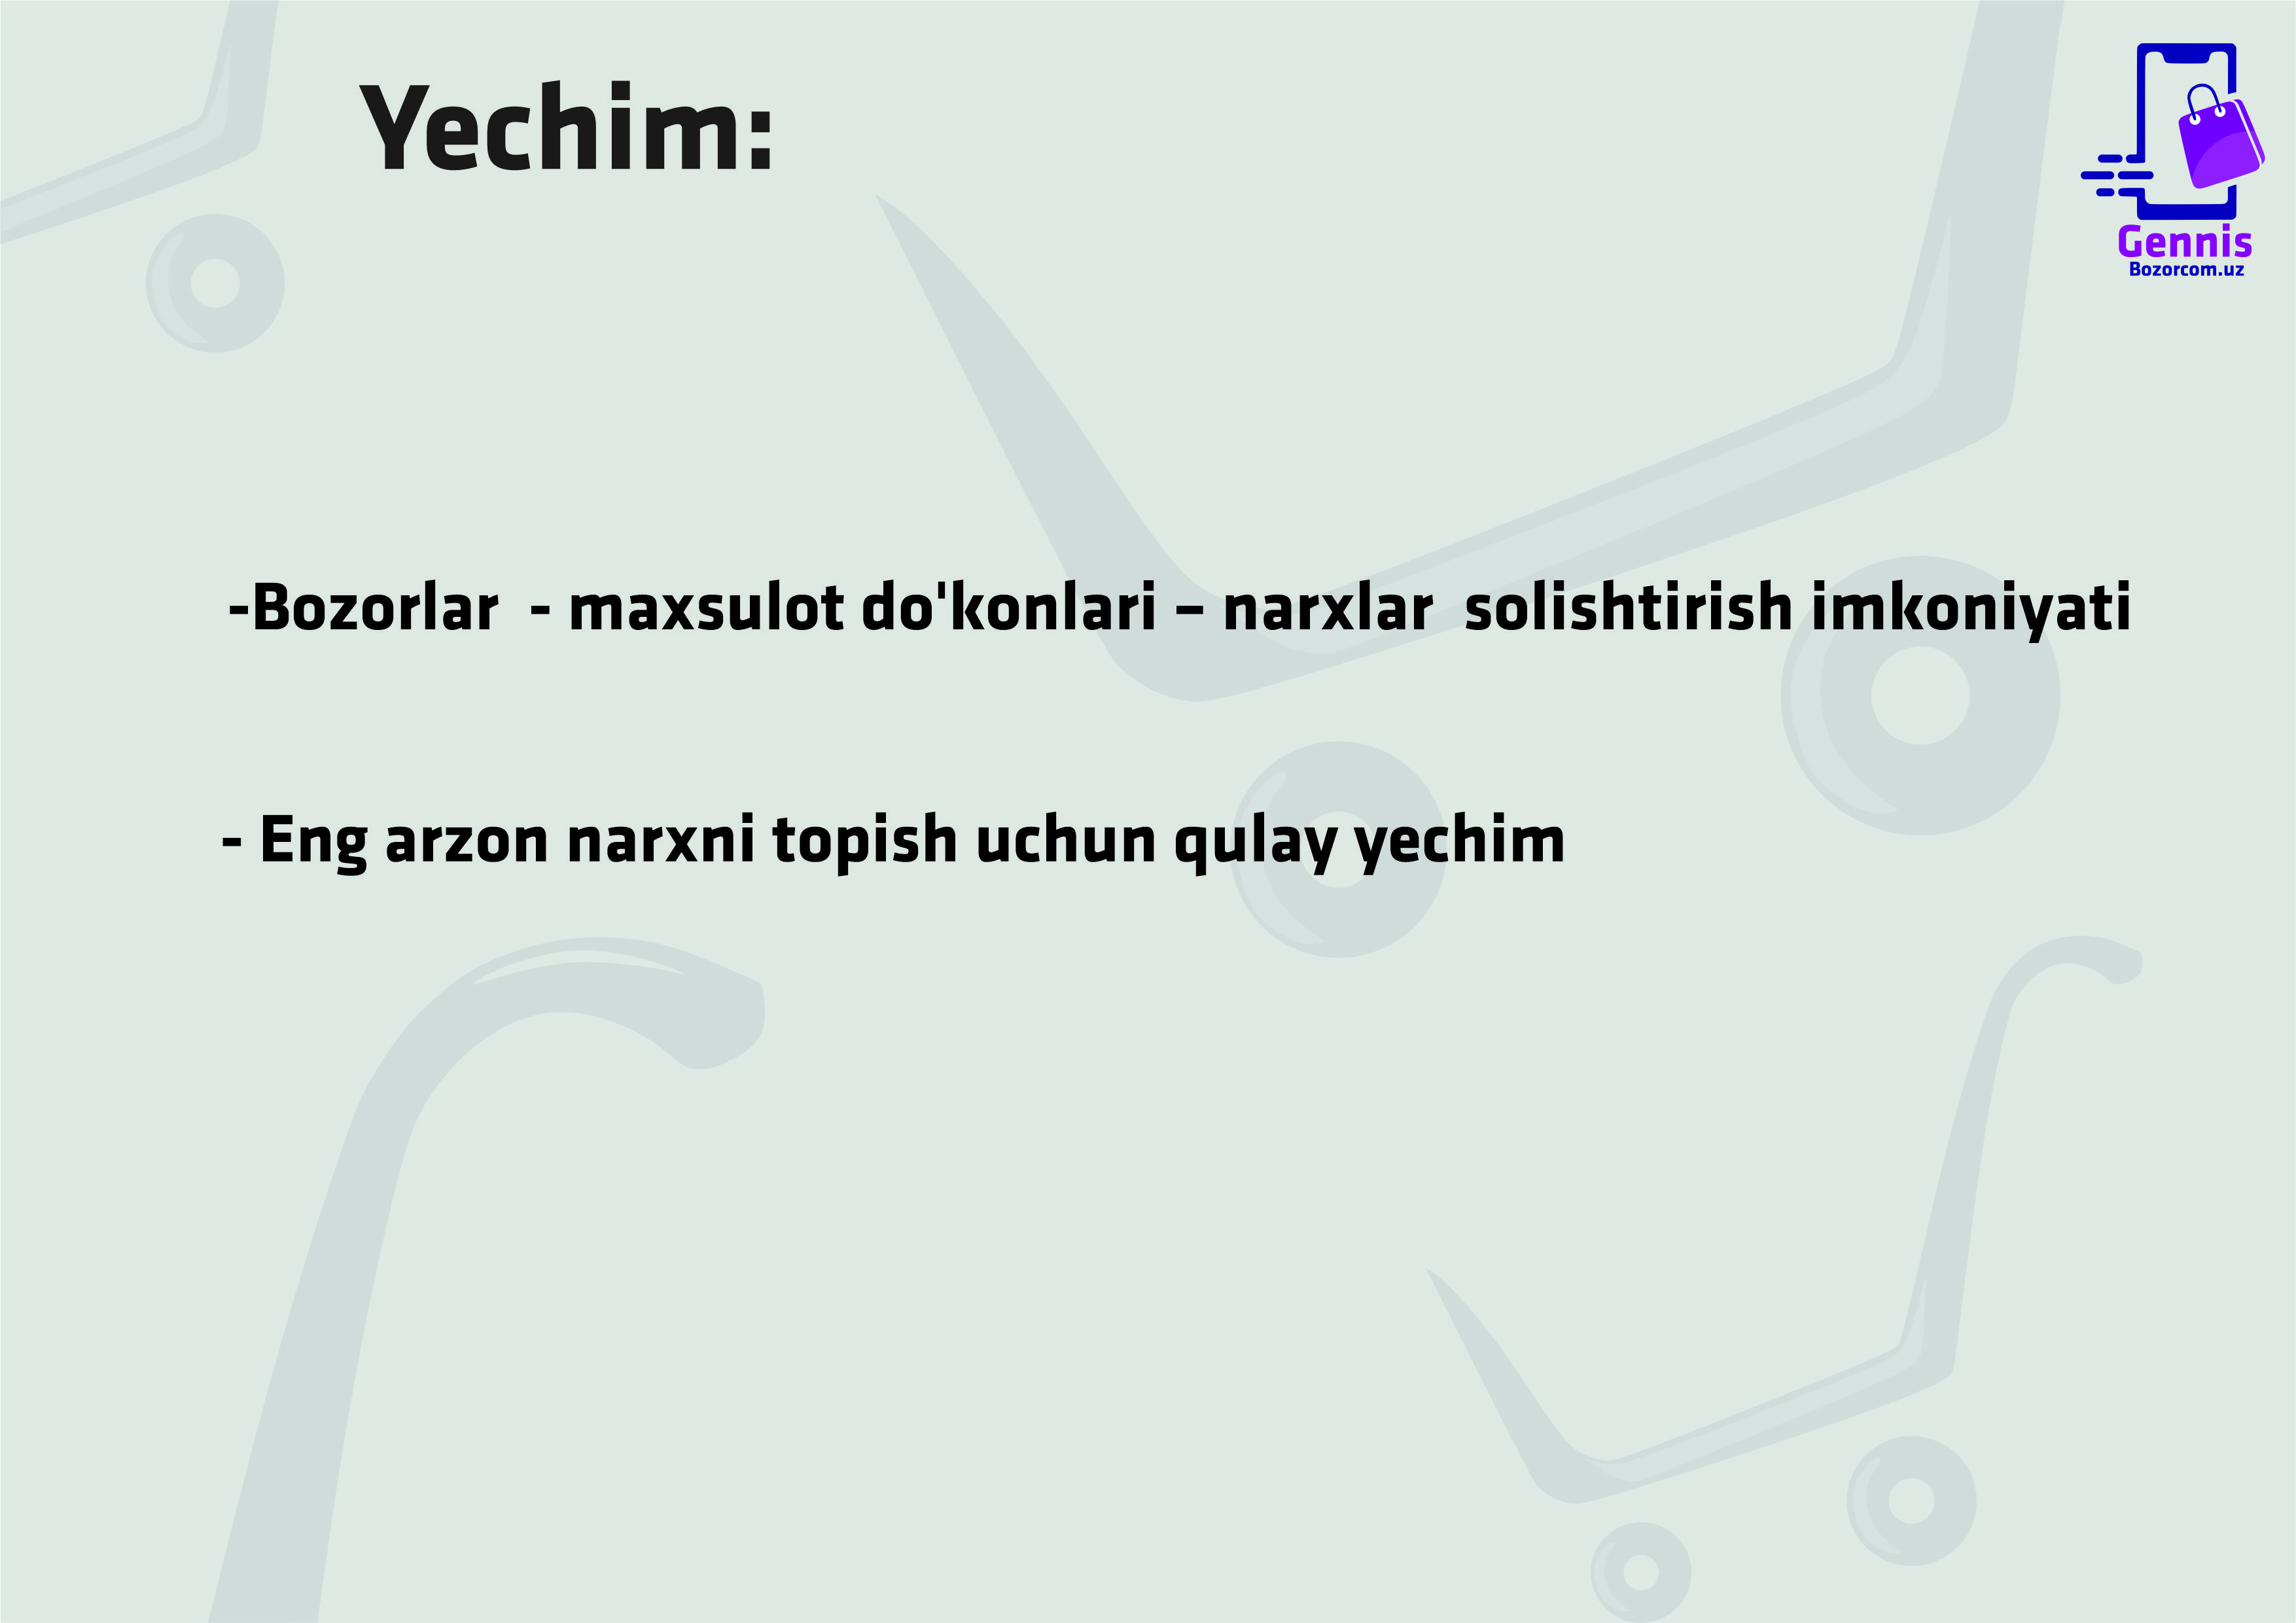 Yechim:
Gennis
Bozorcom.uz
-Bozorlar  - maxsulot do'konlari – narxlar  solishtirish imkoniyati
- Eng arzon narxni topish uchun qulay yechim